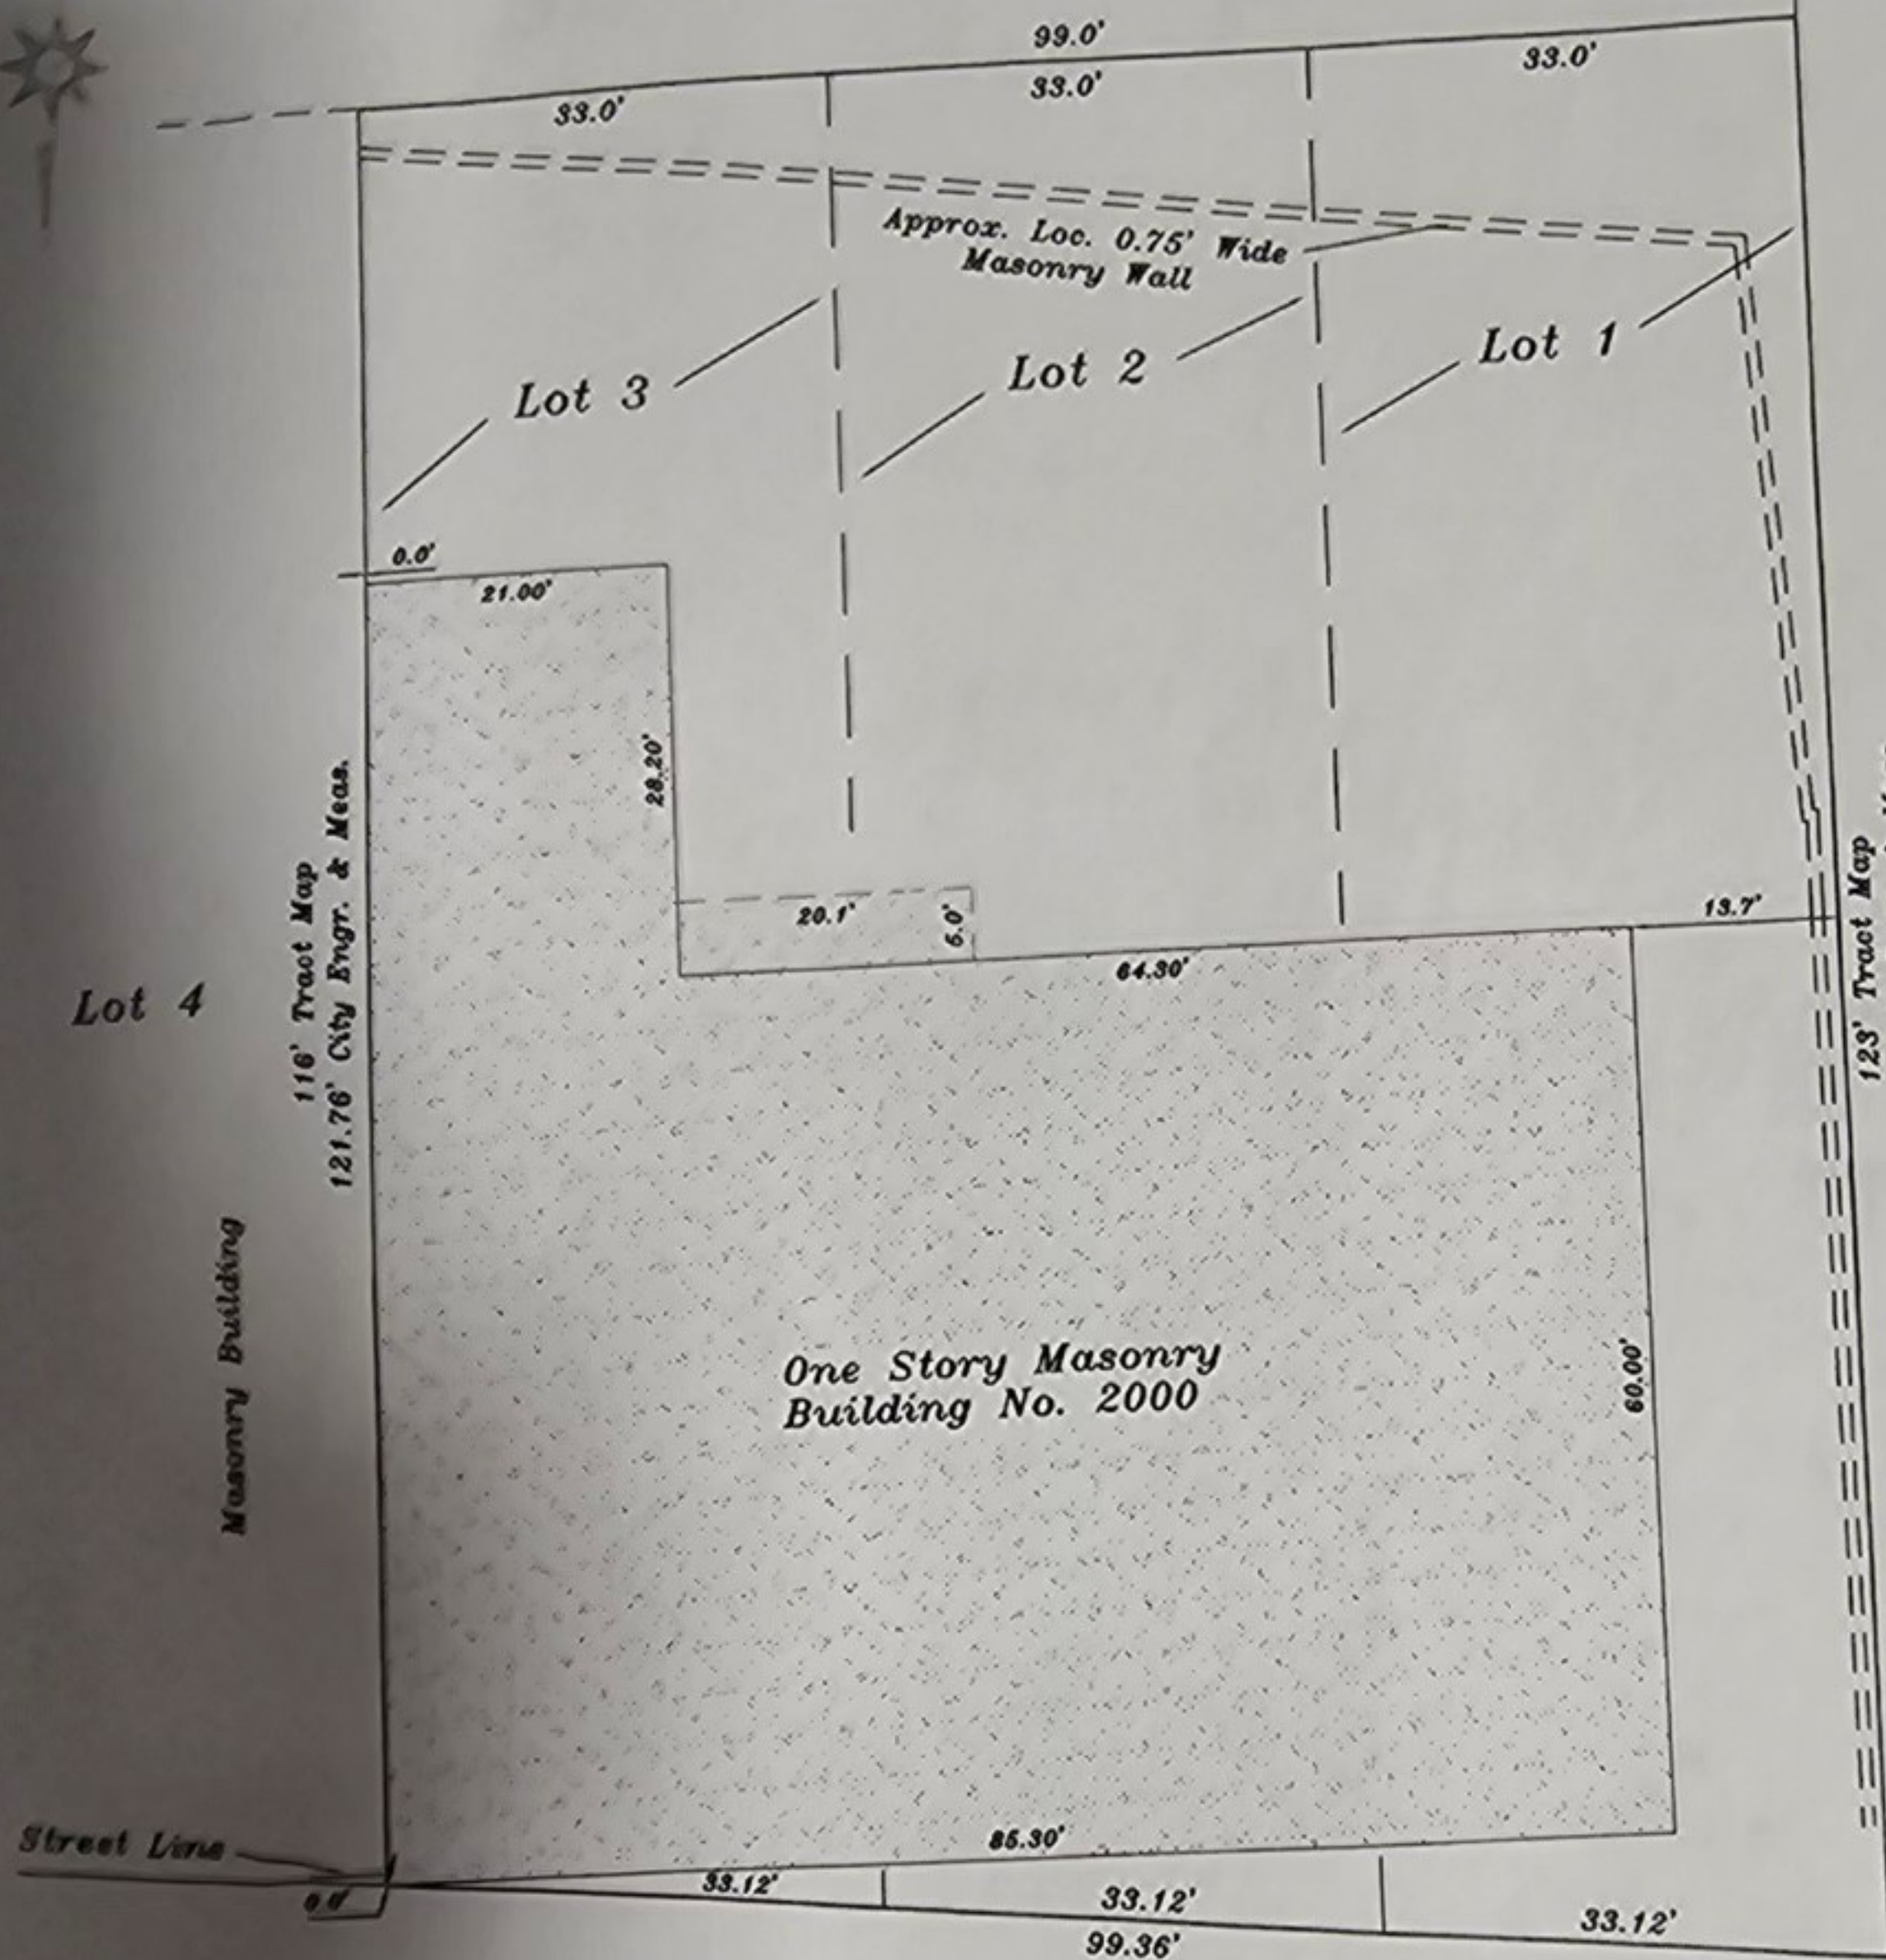 99.0'
33.0'
33.0'
33.0'
Approx. Loc. 0.75' Wide
Masonry Wall
Lot 3
Lot 2
Lot 1
0.0'
21.00'
28.20'
20.1'
6.0'
64.30'
13.7'
Lot 4
116' Tract Map
121.76' City Engr. & Meas.
123' Tract Map
Masonry Building
One Story Masonry
Building No. 2000
60.00'
85.30'
Street Line
0.0'
33.12'
33.12'
33.12'
99.36'